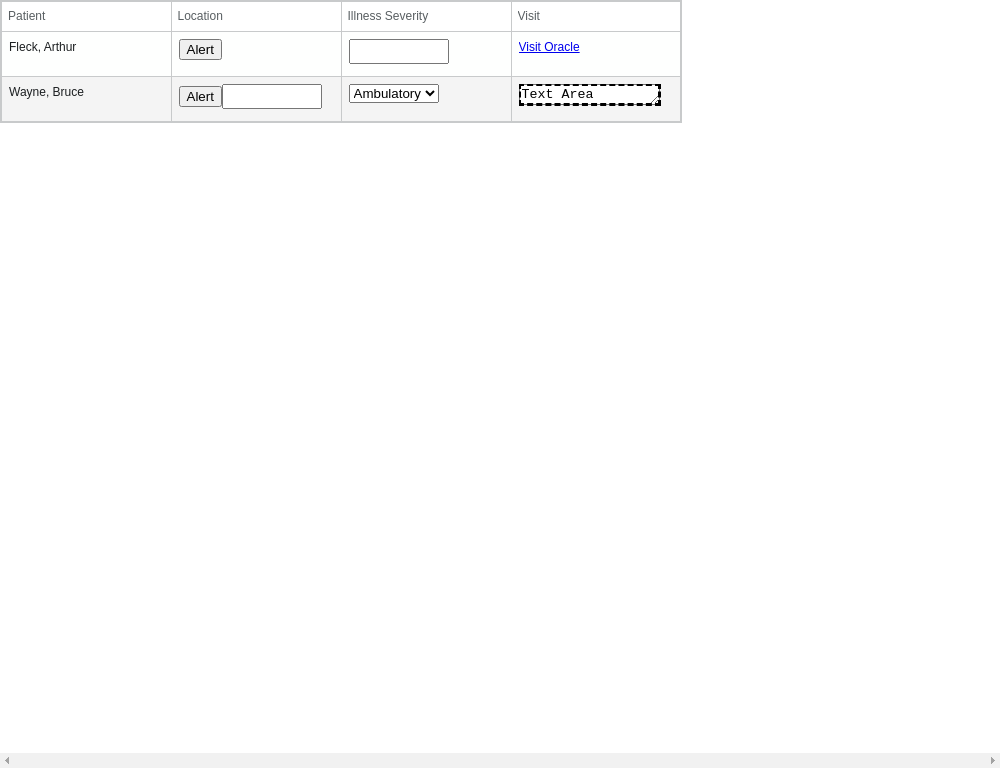 Patient Location Illness Severity Visit
Fleck, Arthur Alert Visit Oracle
Wayne, Bruce Alert Ambulatory Text Area